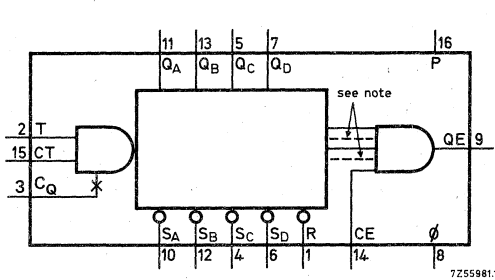 11 13 5 7 16
QA QB QC QD P
see note
2 T
15 CT
3 CQ
QE 9
SA SB SC SD R CE ϕ
10 12 4 6 1 14 8
7Z55981.1